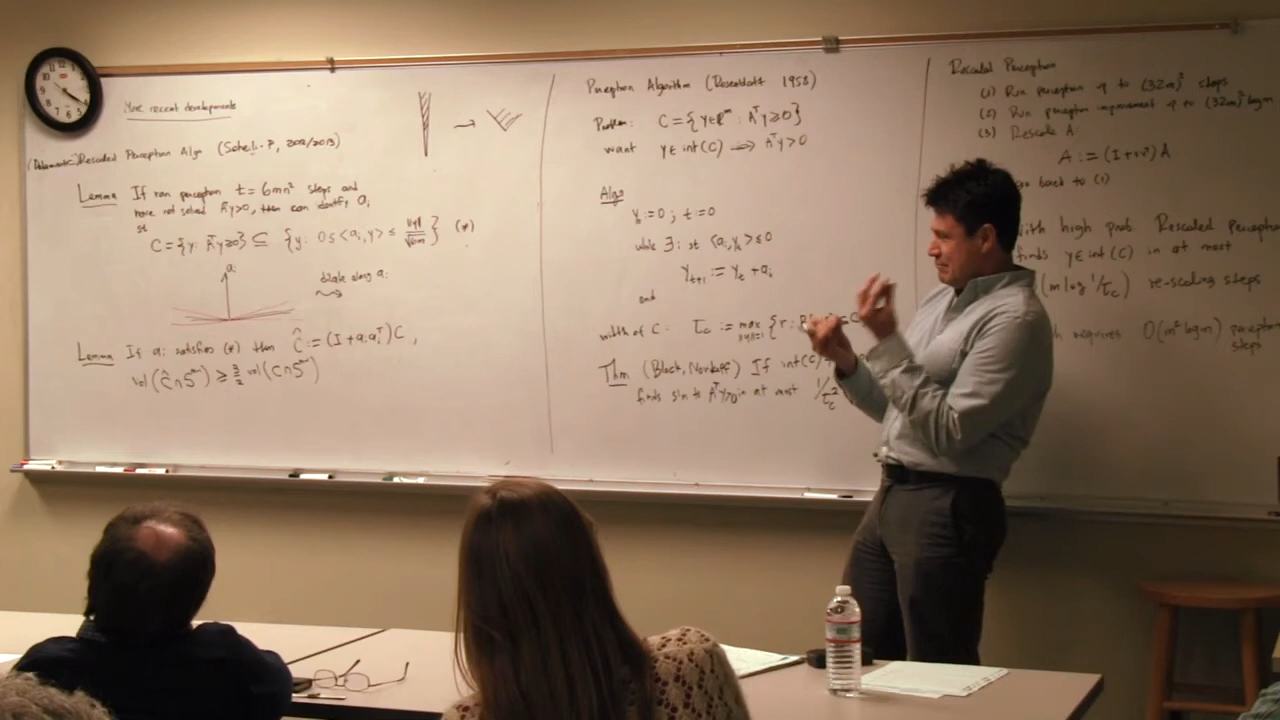 More recent developments
(Deterministic) Rescaled Perceptron Algo (Soheili-P, 2012/2013)
Lemma If run perceptron t = 6mn² steps and
have not solved Aᵀy>0, then can identify aᵢ
st
C = {y: Aᵀy≥0} ⊆ {y: 0≤<aᵢ,y> ≤ ‖y‖/√6m} (*)
aᵢ
dilate along aᵢ
Lemma If aᵢ satisfies (*) then Ĉ := (I+aᵢaᵢᵀ)C ,
vol(Ĉ∩Sᵐ⁻¹) ≥ 3/2 vol(C∩Sᵐ⁻¹)
Perceptron Algorithm (Rosenblatt 1958)
Problem: C = {y∈ℝᵐ : Aᵀy≥0}
want y∈int(C) ⟺ Aᵀy>0
Algo
y₀:=0; t:=0
while ∃i st <aᵢ,yₜ>≤0
yₜ₊₁ := yₜ + aᵢ
end
width of C: τ_C := max ‖y‖=1 {r:
Thm (Block, Novikoff) If int(C)
finds soln to Aᵀy>0 in at most 1/τ_C²
Rescaled Perceptron
(1) Run perceptron up to (32m)² steps
(2) Run perceptron improvement up to (32m)² log m
(3) Rescale A:
A := (I+vvᵀ)A
go back to (1)
with high prob. Rescaled Perceptron
finds y∈int(C) in at most
(m log 1/τ_C) re-scaling steps
requires O(m² log m) perceptron
steps